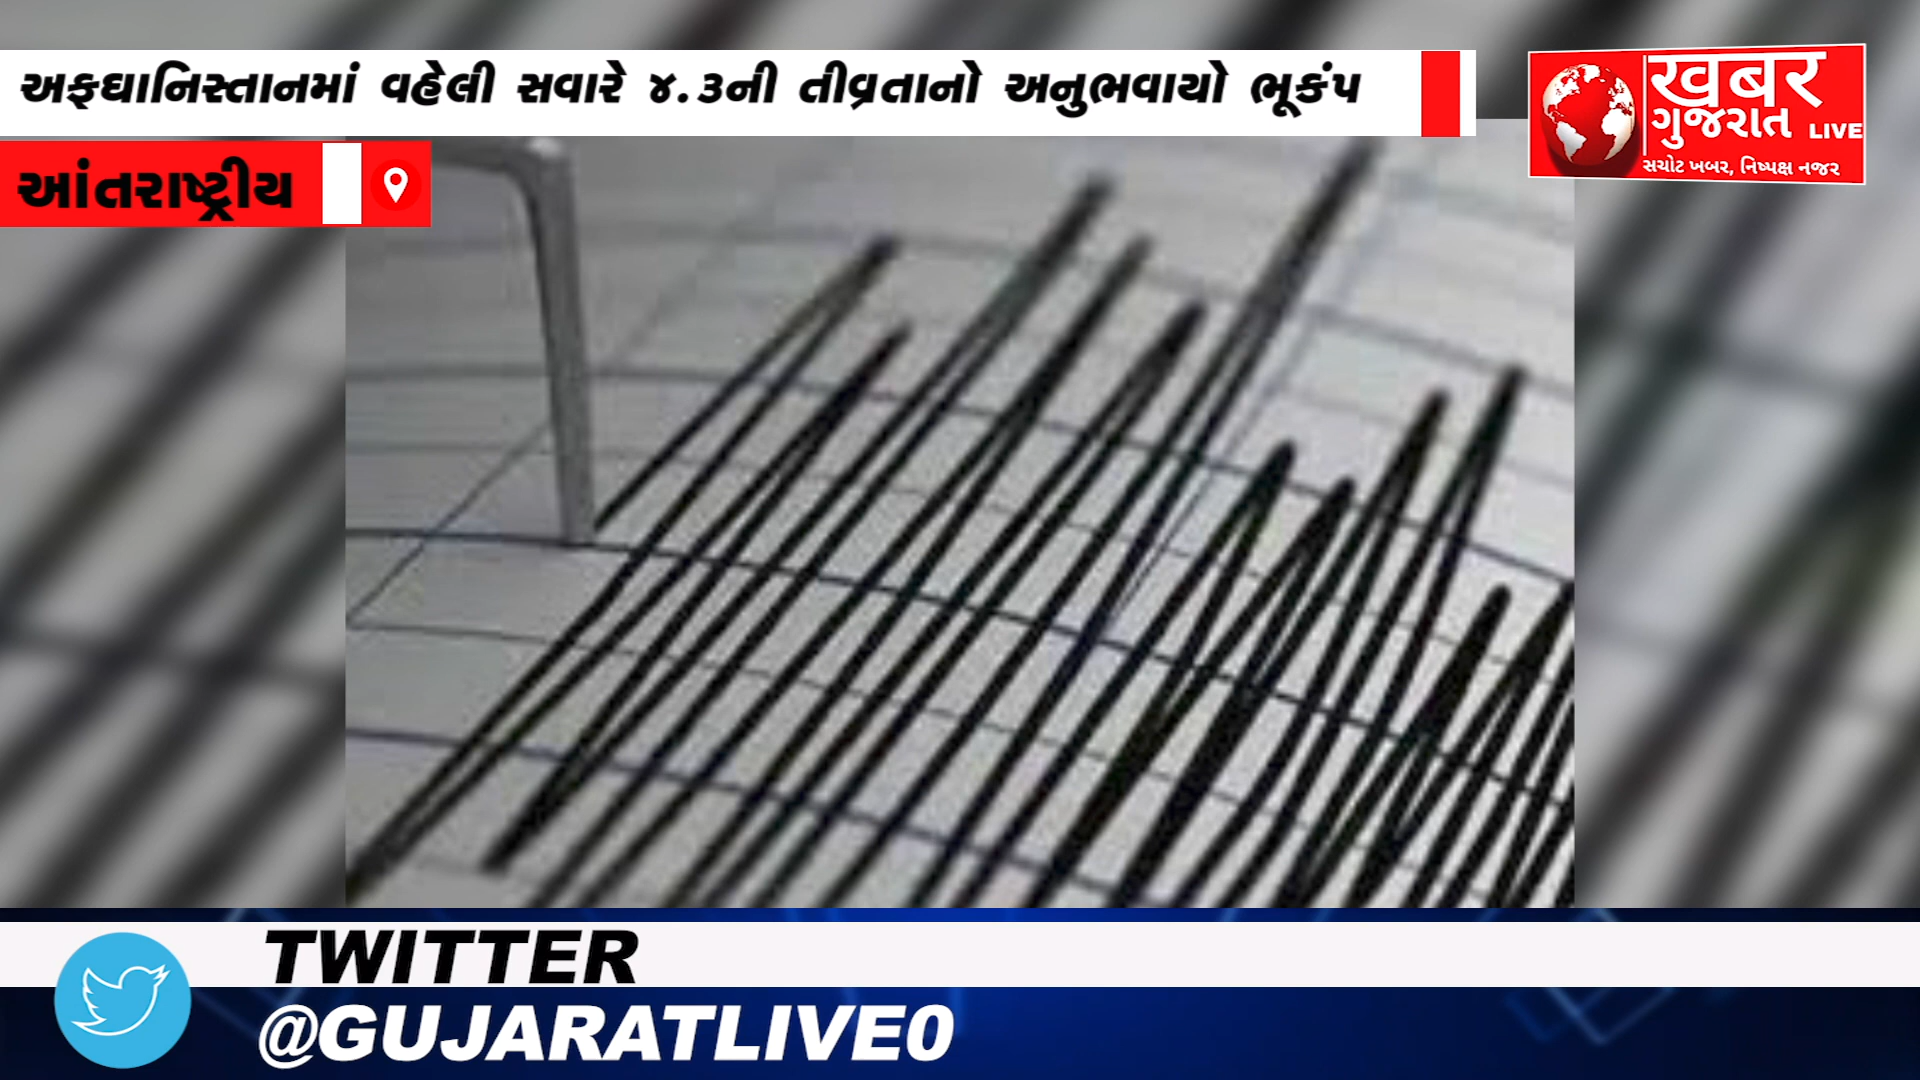 અફઘાનિસ્તાનમાં વહેલી સવારે ૪.૩ની તીવ્રતાનો અનુભવાયો ભૂકંપ
આંતરાષ્ટ્રીય
ખબર
ગુજરાત LIVE
સચોટ ખબર, નિષ્પક્ષ નજર
TWITTER
@GUJARATLIVE0